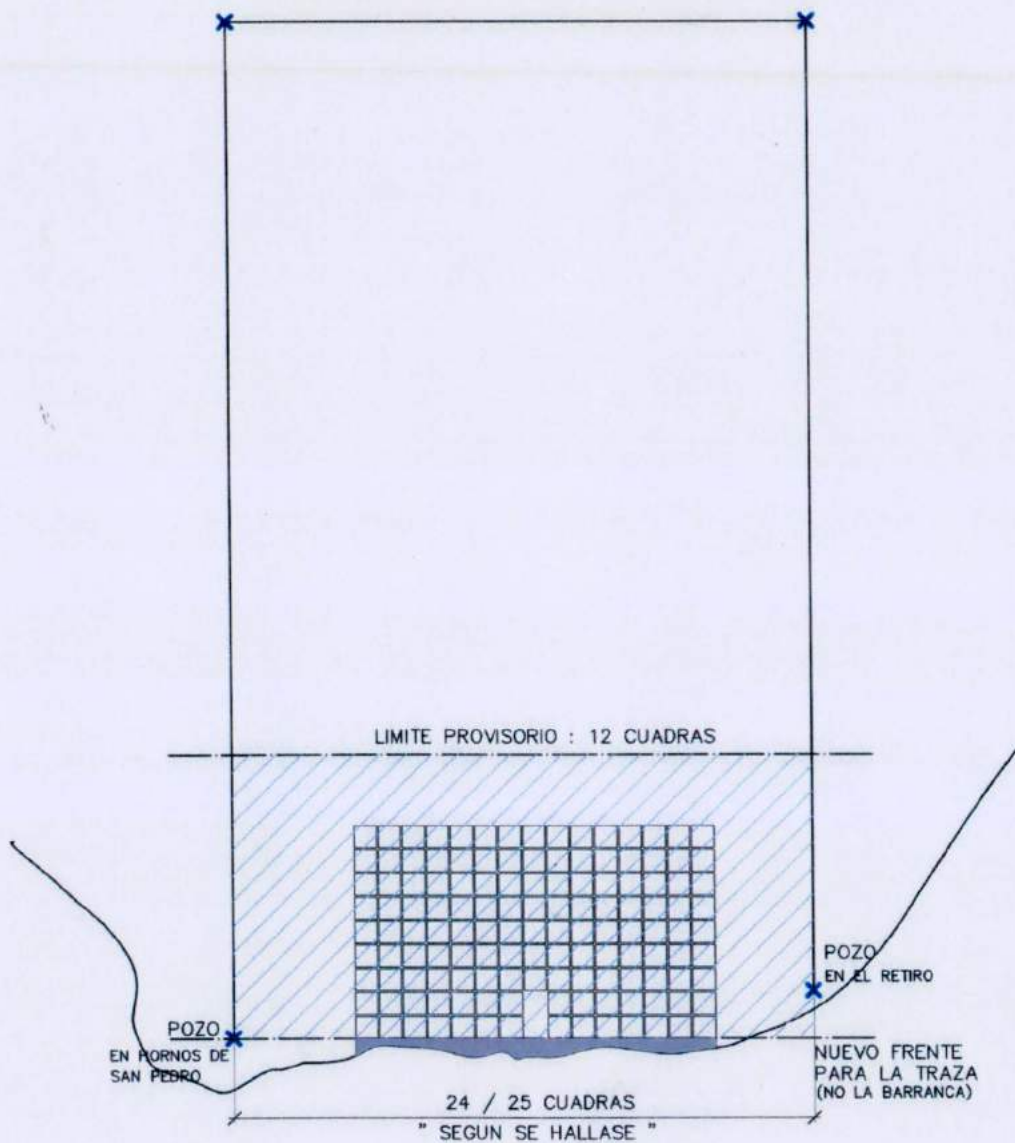 LIMITE PROVISORIO : 12 CUADRAS
POZO
EN EL RETIRO
POZO
EN HORNOS DE
SAN PEDRO
NUEVO FRENTE
PARA LA TRAZA
(NO LA BARRANCA)
24 / 25 CUADRAS
" SEGUN SE HALLASE "